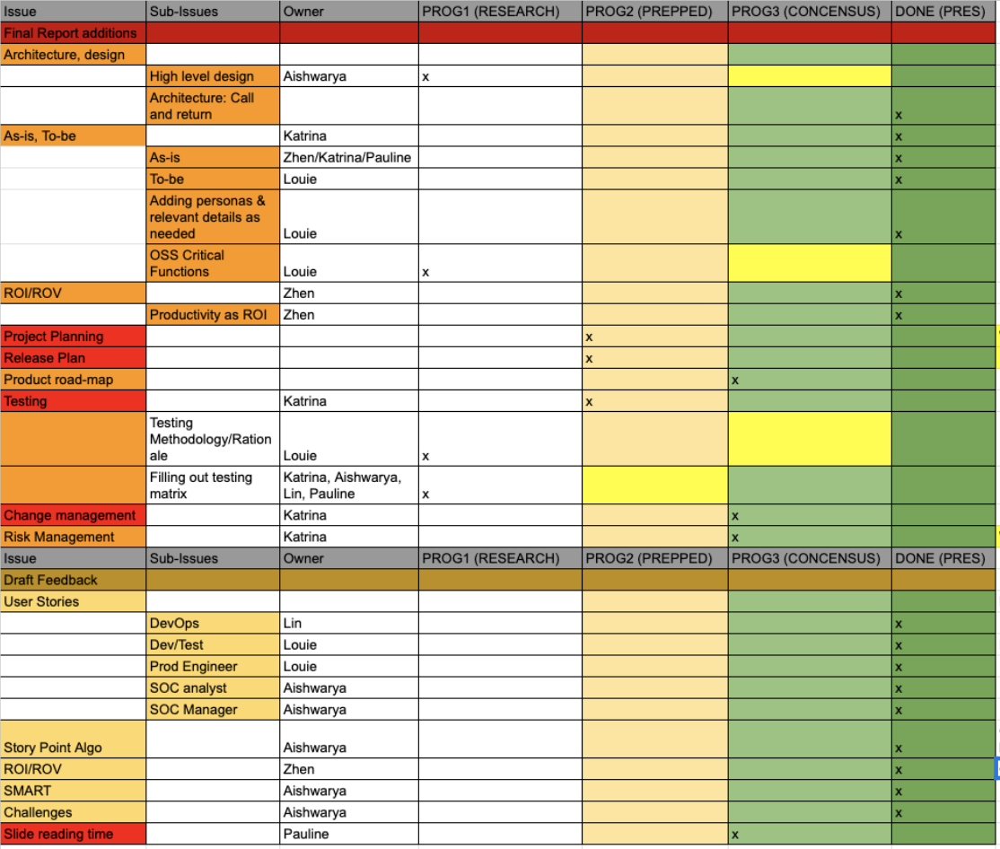 Issue Sub-Issues Owner PROG1 (RESEARCH) PROG2 (PREPPED) PROG3 (CONCENSUS) DONE (PRES)
Final Report additions
Architecture, design
High level design Aishwarya x
Architecture: Call
and return x
As-is, To-be Katrina x
As-is Zhen/Katrina/Pauline x
To-be Louie x
Adding personas &
relevant details as
needed Louie x
OSS Critical
Functions Louie x
ROI/ROV Zhen x
Productivity as ROI Zhen x
Project Planning x
Release Plan x
Product road-map x
Testing Katrina x
Testing
Methodology/Ration
ale Louie x
Filling out testing Katrina, Aishwarya,
matrix Lin, Pauline x
Change management Katrina x
Risk Management Katrina x
Issue Sub-Issues Owner PROG1 (RESEARCH) PROG2 (PREPPED) PROG3 (CONCENSUS) DONE (PRES)
Draft Feedback
User Stories
DevOps Lin x
Dev/Test Louie x
Prod Engineer Louie x
SOC analyst Aishwarya x
SOC Manager Aishwarya x
Story Point Algo Aishwarya x
ROI/ROV Zhen x
SMART Aishwarya x
Challenges Aishwarya x
Slide reading time Pauline x